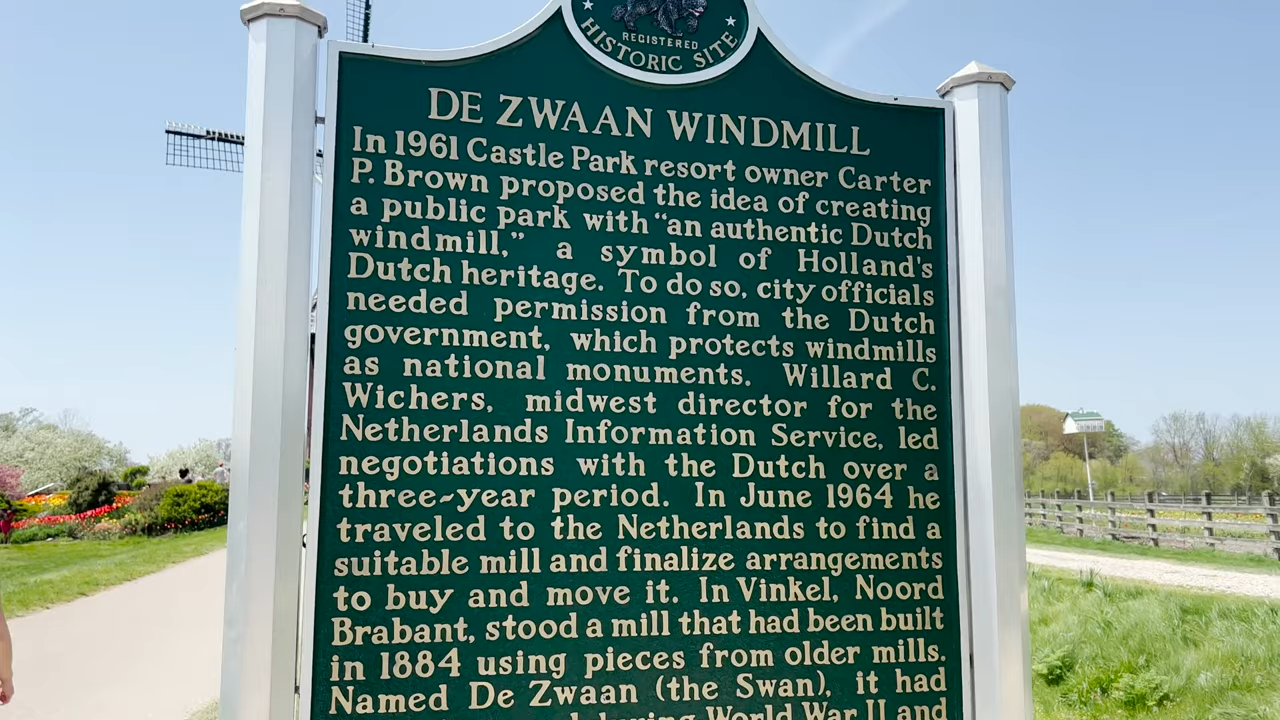 REGISTERED
HISTORIC SITE
DE ZWAAN WINDMILL
In 1961 Castle Park resort owner Carter
P. Brown proposed the idea of creating
a public park with “an authentic Dutch
windmill,” a symbol of Holland's
Dutch heritage. To do so, city officials
needed permission from the Dutch
government, which protects windmills
as national monuments. Willard C.
Wichers, midwest director for the
Netherlands Information Service, led
negotiations with the Dutch over a
three-year period. In June 1964 he
traveled to the Netherlands to find a
suitable mill and finalize arrangements
to buy and move it. In Vinkel, Noord
Brabant, stood a mill that had been built
in 1884 using pieces from older mills.
Named De Zwaan (the Swan), it had
during World War II and